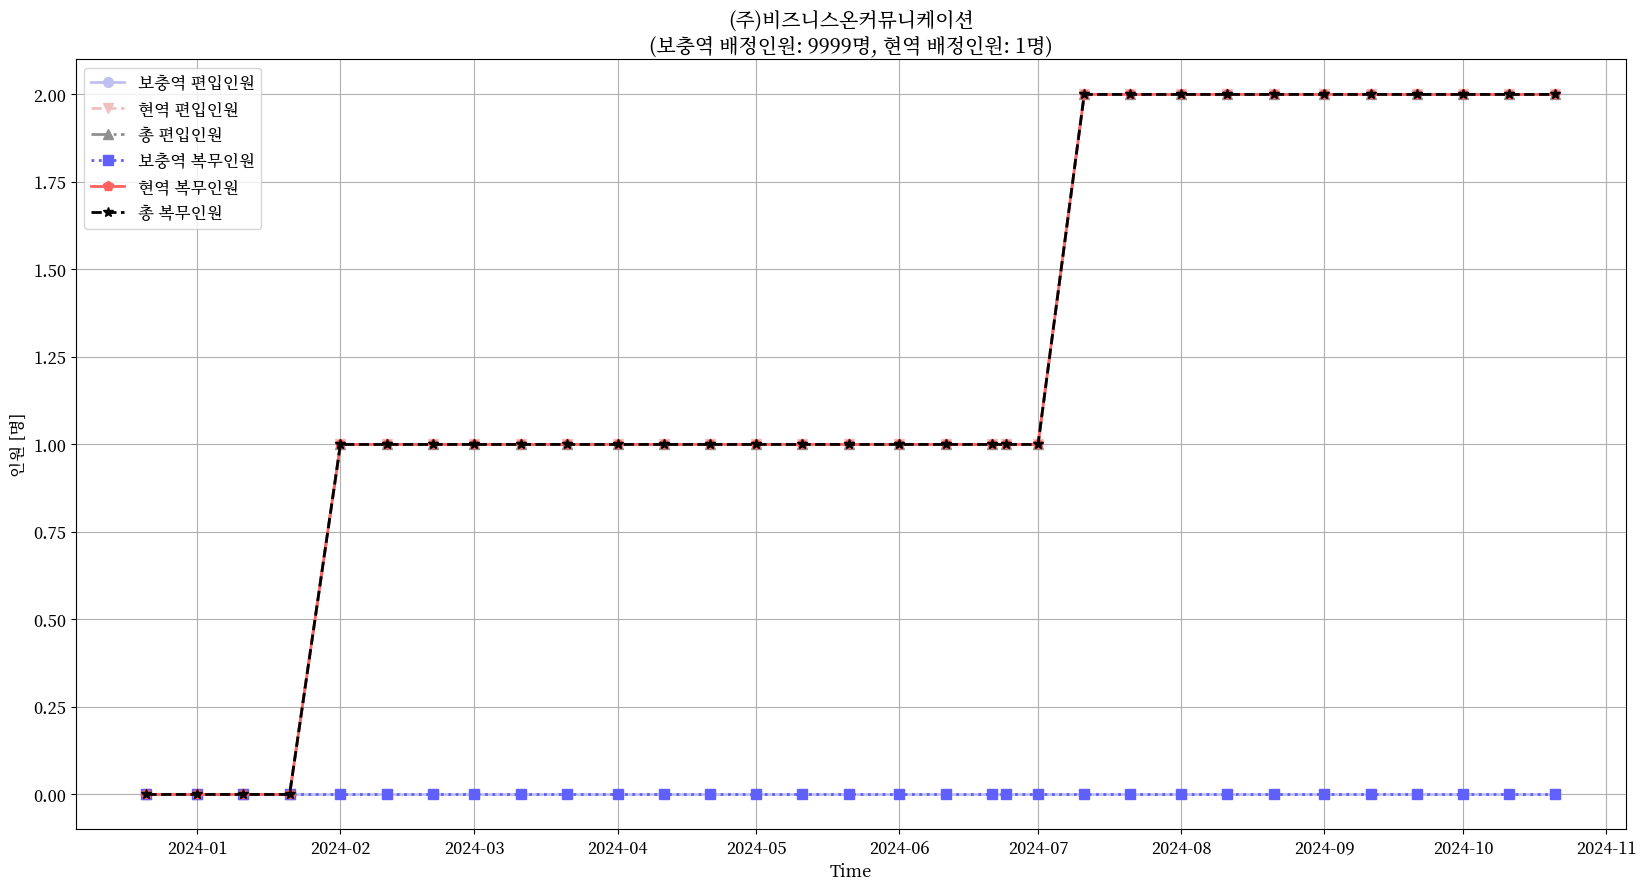 (주)비즈니스온커뮤니케이션
(보충역 배정인원: 9999명, 현역 배정인원: 1명)
보충역 편입인원
현역 편입인원
총 편입인원
보충역 복무인원
현역 복무인원
총 복무인원
2.00
1.75
1.50
1.25
1.00
0.75
0.50
0.25
0.00
인원 [명]
2024-01 2024-02 2024-03 2024-04 2024-05 2024-06 2024-07 2024-08 2024-09 2024-10 2024-11
Time